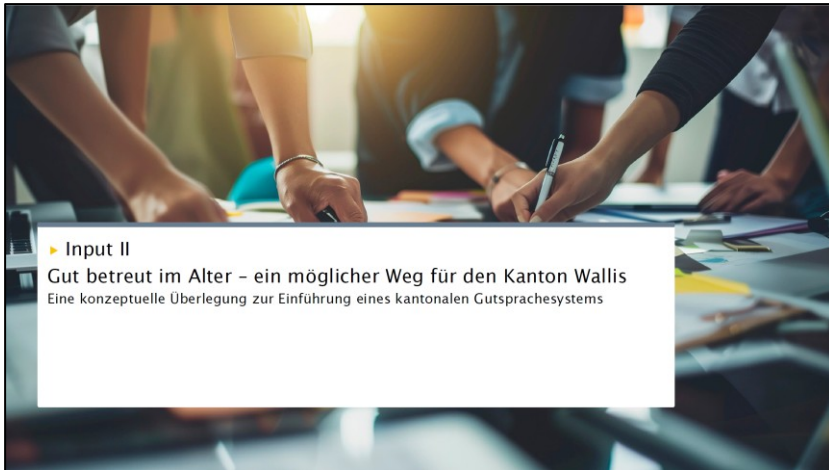 Input II
Gut betreut im Alter – ein möglicher Weg für den Kanton Wallis
Eine konzeptuelle Überlegung zur Einführung eines kantonalen Gutsprachesystems